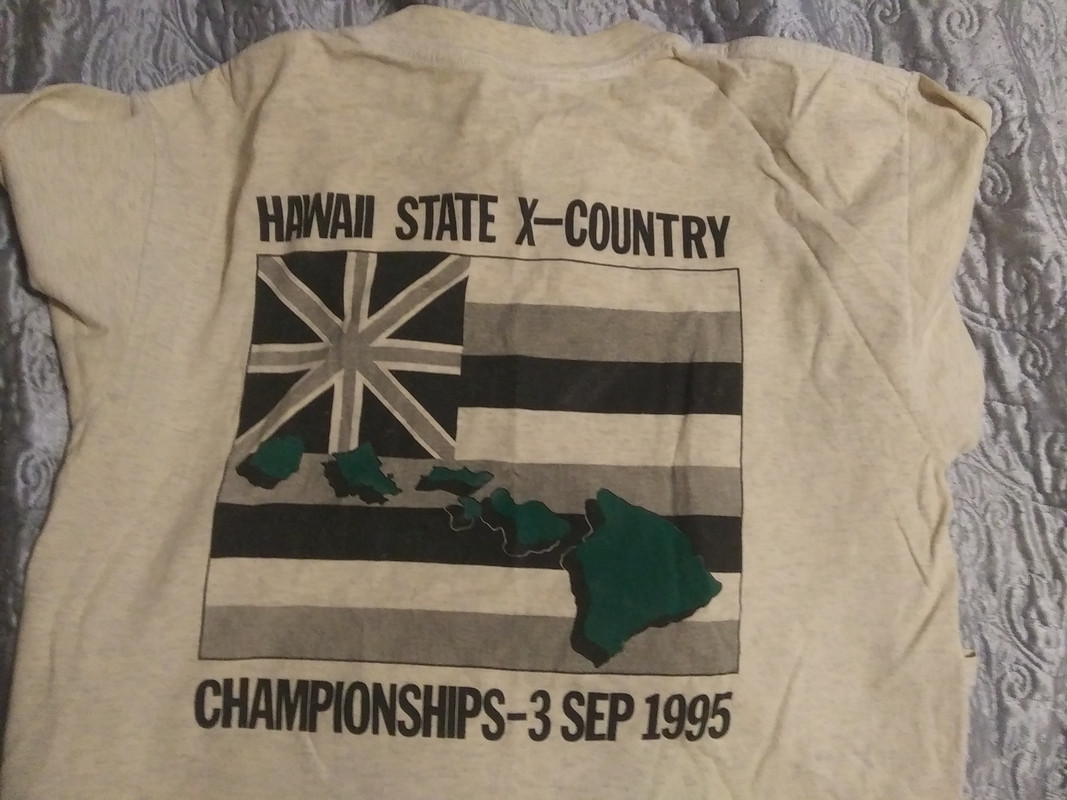 HAWAII STATE X-COUNTRY
CHAMPIONSHIPS-3 SEP 1995